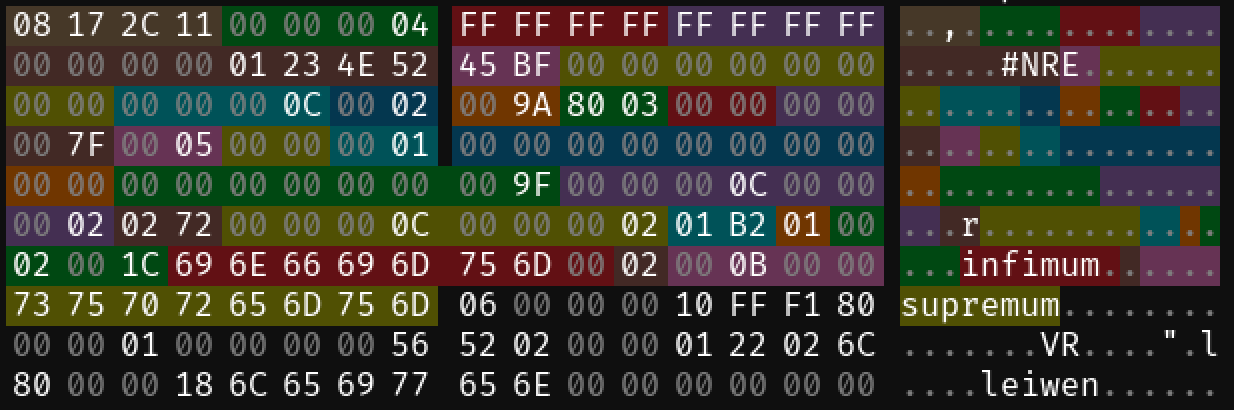 08 17 2C 11 00 00 00 04 FF FF FF FF FF FF FF FF ..,.............
00 00 00 00 01 23 4E 52 45 BF 00 00 00 00 00 00 .....#NRE.......
00 00 00 00 00 0C 00 02 00 9A 80 03 00 00 00 00 ................
00 7F 00 05 00 00 00 01 00 00 00 00 00 00 00 00 ................
00 00 00 00 00 00 00 00 00 9F 00 00 00 0C 00 00 ................
00 02 02 72 00 00 00 0C 00 00 00 02 01 B2 01 00 ...r............
02 00 1C 69 6E 66 69 6D 75 6D 00 02 00 0B 00 00 ...infimum......
73 75 70 72 65 6D 75 6D 06 00 00 00 10 FF F1 80 supremum........
00 00 01 00 00 00 00 56 52 02 00 00 01 22 02 6C .......VR....".l
80 00 00 18 6C 65 69 77 65 6E 00 00 00 00 00 00 ....leiwen......